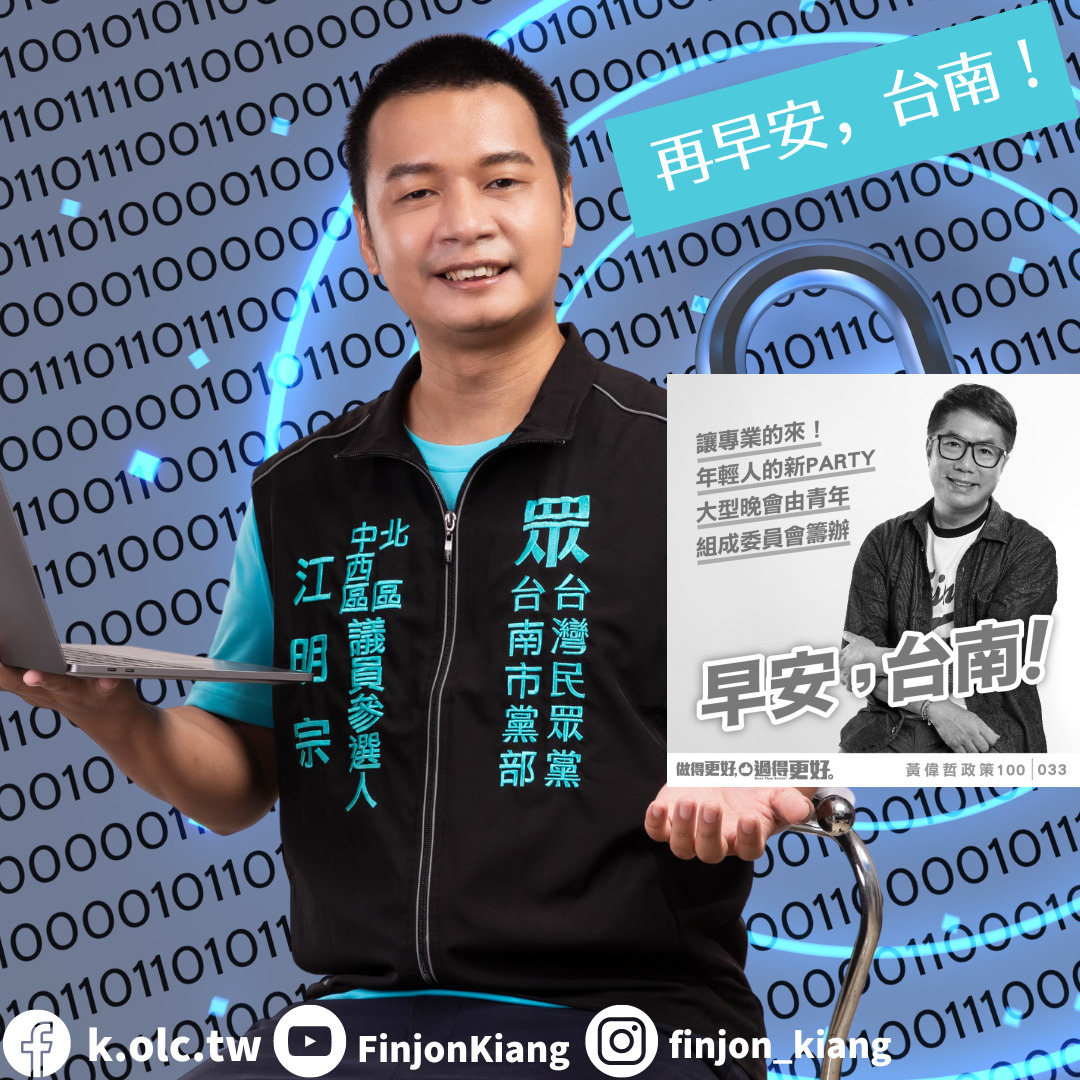 再早安，台南！
讓專業的來！
年輕人的新PARTY
大型晚會由青年
組成委員會籌辦
早安，台南！
做得更好，過得更好。
黃偉哲政策100 | 033
北區
中西區
議員參選人
江明宗
眾
台灣民眾黨
台南市黨部
k.olc.tw
FinjonKiang
finjon_kiang